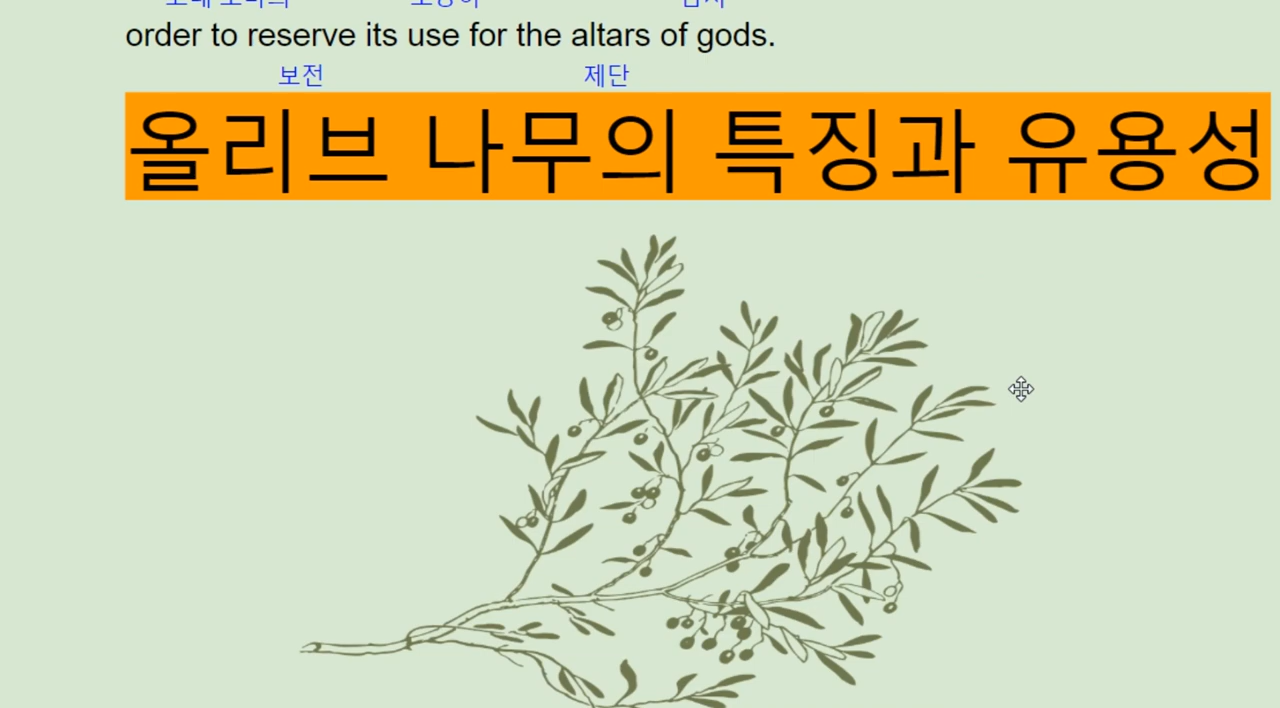 order to reserve its use for the altars of gods.
보전 제단
올리브 나무의 특징과 유용성